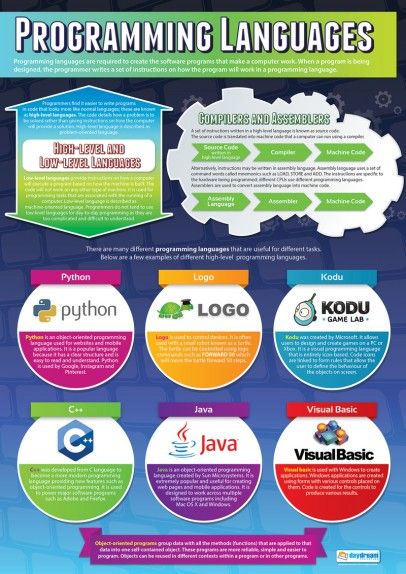 PROGRAMMING LANGUAGES
Programming languages are required to create the software programs that make a computer work. When a program is being
designed, the programmer writes a set of instructions on how the program will work in a programming language.
Programmers find it easier to write programs
in code that looks more like normal languages; these are known
as high-level languages. The code details how a problem is to
be solved rather than giving instructions on how the computer
will provide a solution. High-level language is described as
problem-oriented language.
HIGH-LEVEL AND
LOW-LEVEL LANGUAGES
Low-level languages provide instructions on how a computer
will execute a program based on how the machine is built. The
code will not work on any other type of machine. It is used for
programming tasks that are associated with the running of a
computer. Low-level language is described as
machine-oriented language. Programmers do not tend to use
low-level languages for day-to-day programming as they are
too complicated and difficult to understand.
COMPILERS AND ASSEMBLERS
A set of instructions written in a high-level language is known as source code.
The source code is translated into machine code that a computer can run using a compiler.
Source Code
written in
high-level language
Compiler
Machine Code
Alternatively, instructions may be written in assembly language. Assembly language uses a set of
command words called mnemonics such as LOAD, STORE and ADD. The instructions are specific to
the hardware being programmed; different CPUs use different programming languages.
Assemblers are used to convert assembly language into machine code.
Assembly
Language
Assembler
Machine Code
There are many different programming languages that are useful for different tasks.
Below are a few examples of different high-level programming languages.
Python
python
Python is an object-oriented programming
language used for websites and mobile
applications. It is a popular language
because it has a clear structure and is
easy to read and understand. Python is
used by Google, Instagram and
Pinterest.
Logo
LOGO
Logo is used to control devices. It is often
used with a small robot known as a turtle.
The turtle can be controlled using logo
commands such as FORWARD 50 which
will move the turtle forward 50 steps.
Kodu
KODU
GAME LAB
Kodu was created by Microsoft. It allows
users to design and create games on a PC or
Xbox. It is a visual programming language
that is entirely icon-based. Code icons
are linked to form rules that allow the
user to define the behaviour of
the objects on screen.
C++
C++
C++ was developed from C language to
become a more modern programming
language providing new features such as
object-oriented programming. It is used
to power major software programs
such as Adobe and Firefox.
Java
Java
Java is an object-oriented programming
language created by Sun Microsystems. It is
extremely popular and useful for creating
web pages and mobile applications. It is
designed to work across multiple
software programs including
Mac OS X and Windows.
Visual Basic
VisualBasic
Visual basic is used with Windows to create
applications. Windows applications are created
using forms with various controls placed
on them. Code is created for the controls to
produce various results.
Object-oriented programs group data with all the methods (functions) that are applied to that
data into one self-contained object. These programs are more reliable, simple and easier to
program. Objects can be reused in different contexts within a program or in other programs.
daydream